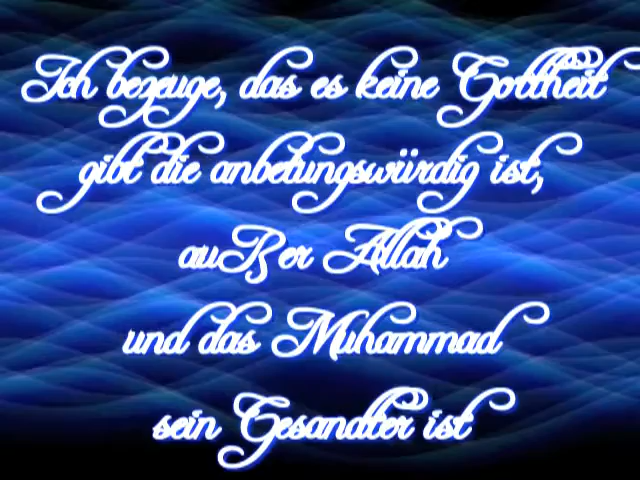 Ich bezeuge, das es keine Gottheit
gibt die anbetungswürdig ist,
außer Allah
und das Muhammad
sein Gesandter ist